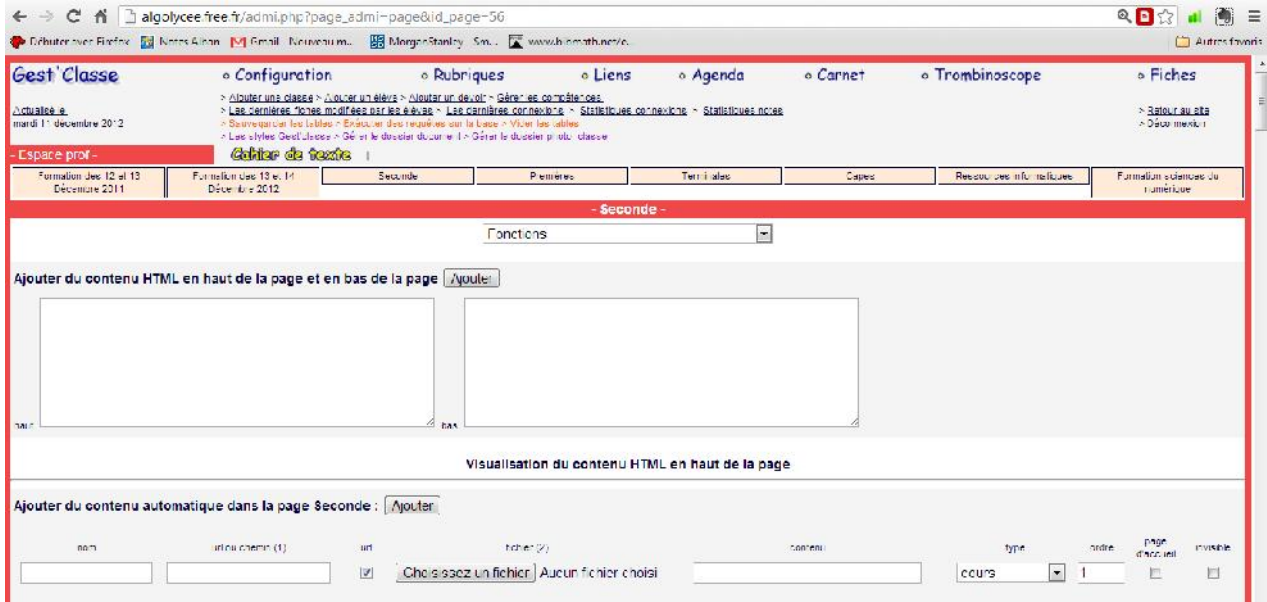 algolycee.free.fr/admi.php?page_admi=page&id_page=56
Débuter avec Firefox Notes Alban Gmail - Nouveau m... MorganStanley - Sm... www.bibmath.net/c... Autres favoris
Gest'Classe o Configuration o Rubriques o Liens o Agenda o Carnet o Trombinoscope o Fiches
> Ajouter une classe > Ajouter un élève > Ajouter un devoir > Gérer les compétences
Actualisé le > Les dernières fiches modifiées par les élèves > Les dernières connexions > Statistiques connexions > Statistiques notes > Retour au site
mardi 11 décembre 2012 > Sauvegarder les tables > Exécuter des requêtes sur la base > Vider les tables > Déconnexion
> Les styles Gest'classe > Gérer le dossier document > Gérer le dossier photo_classe
- Espace prof - Cahier de texte |
Formation des 12 et 13 Décembre 2011
Formation des 13 et 14 Décembre 2012
Seconde
Premières
Terminales
Capes
Ressources informatiques
Formation sciences du numérique
- Seconde -
Fonctions
Ajouter du contenu HTML en haut de la page et en bas de la page Ajouter
haut bas
Visualisation du contenu HTML en haut de la page
Ajouter du contenu automatique dans la page Seconde : Ajouter
nom url ou chemin (1) url fichier (2) contenu type ordre page d'accueil invisible
Choisissez un fichier Aucun fichier choisi cours 1